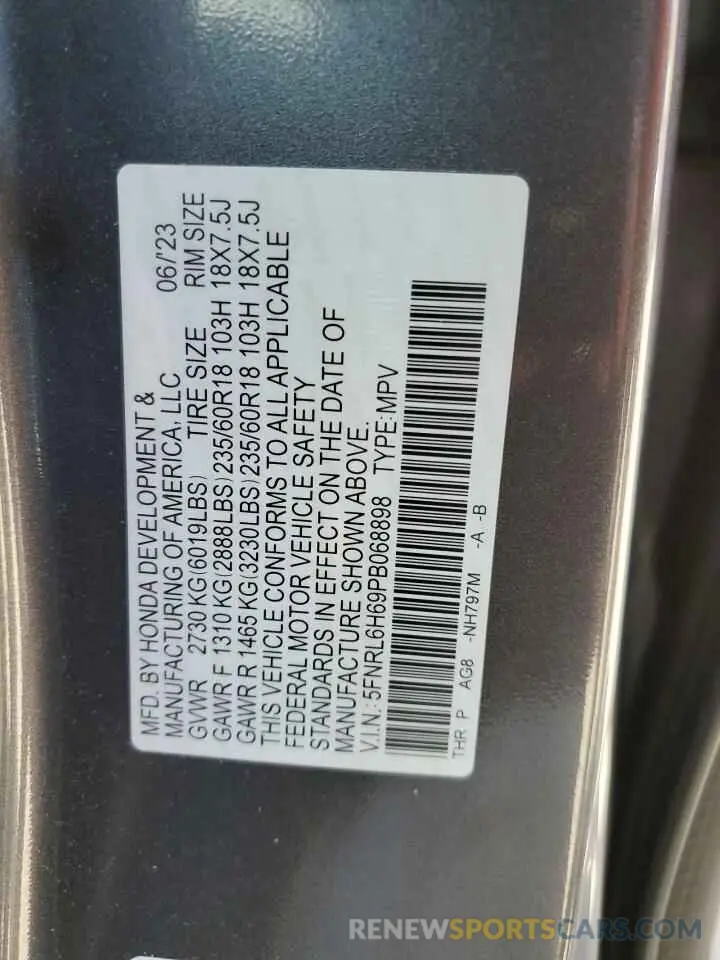 MFD. BY HONDA DEVELOPMENT &
MANUFACTURING OF AMERICA, LLC 06/'23
GVWR 2730 KG(6019LBS) TIRE SIZE RIM SIZE
GAWR F 1310 KG(2888LBS) 235/60R18 103H 18X7.5J
GAWR R 1465 KG(3230LBS) 235/60R18 103H 18X7.5J
THIS VEHICLE CONFORMS TO ALL APPLICABLE
FEDERAL MOTOR VEHICLE SAFETY
STANDARDS IN EFFECT ON THE DATE OF
MANUFACTURE SHOWN ABOVE.
V.I.N.: 5FNRL6H69PB068898 TYPE:MPV
THR P AG8 -NH797M -A -B
RENEWSPORTSCARS.COM